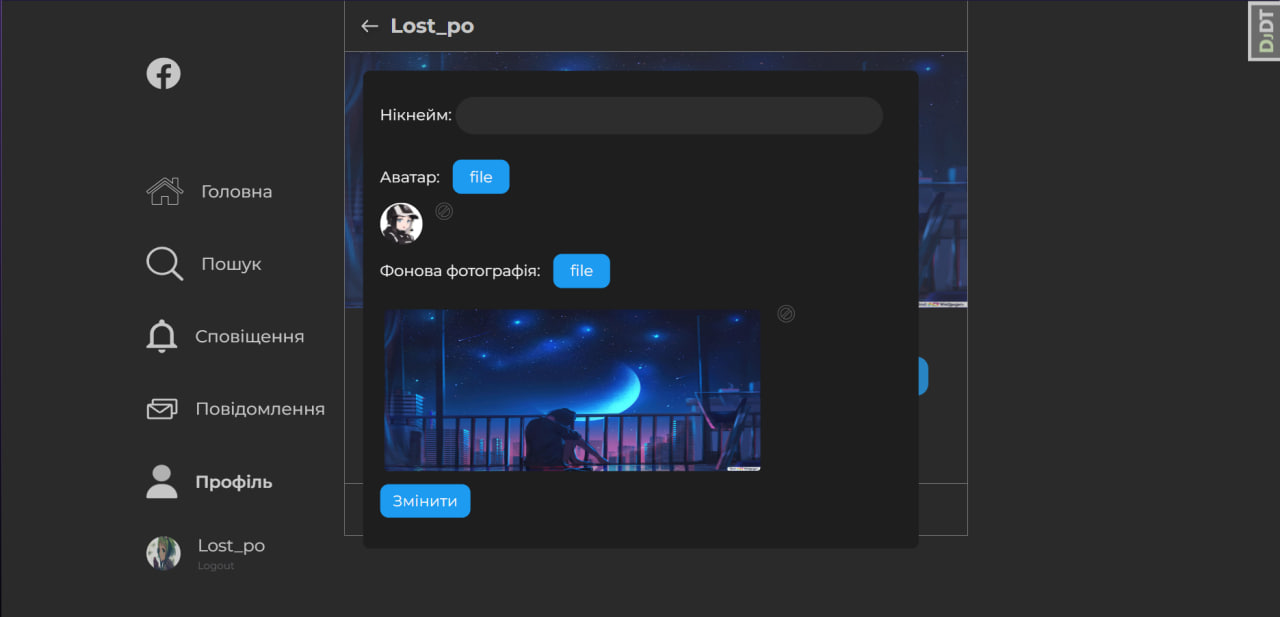 Lost_po
DJDT
Нікнейм:
Аватар:
file
Фонова фотографія:
file
Змінити
Головна
Пошук
Сповіщення
Повідомлення
Профіль
Lost_po
Logout